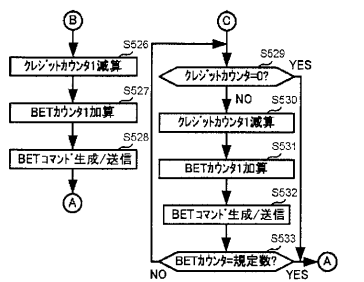 B
S526
クレジットカウンタ1減算
S527
BETカウンタ1加算
S528
BETコマンド生成/送信
A
C
S529
クレジットカウンタ=0?
YES
NO
S530
クレジットカウンタ1減算
S531
BETカウンタ1加算
S532
BETコマンド生成/送信
S533
BETカウンタ=規定数?
NO
YES
A